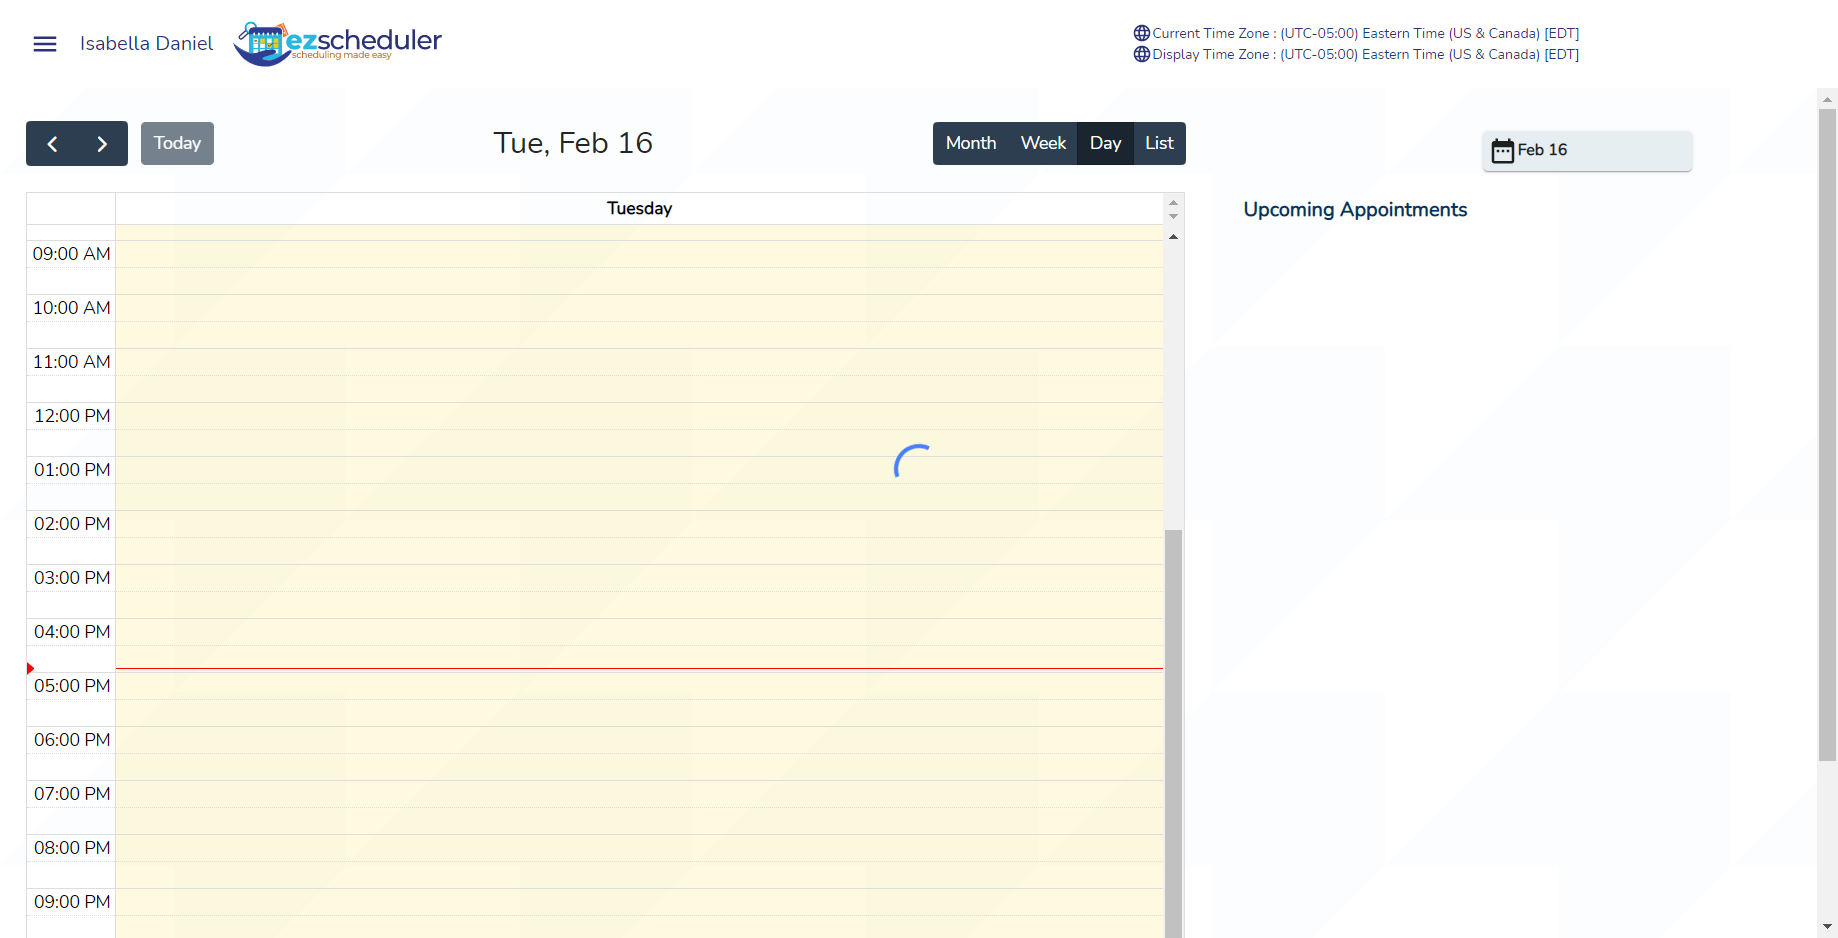 Isabella Daniel
ezscheduler
scheduling made easy
Current Time Zone : (UTC-05:00) Eastern Time (US & Canada) [EDT]
Display Time Zone : (UTC-05:00) Eastern Time (US & Canada) [EDT]
Today
Tue, Feb 16
Month Week Day List
Feb 16
Tuesday
Upcoming Appointments
09:00 AM
10:00 AM
11:00 AM
12:00 PM
01:00 PM
02:00 PM
03:00 PM
04:00 PM
05:00 PM
06:00 PM
07:00 PM
08:00 PM
09:00 PM